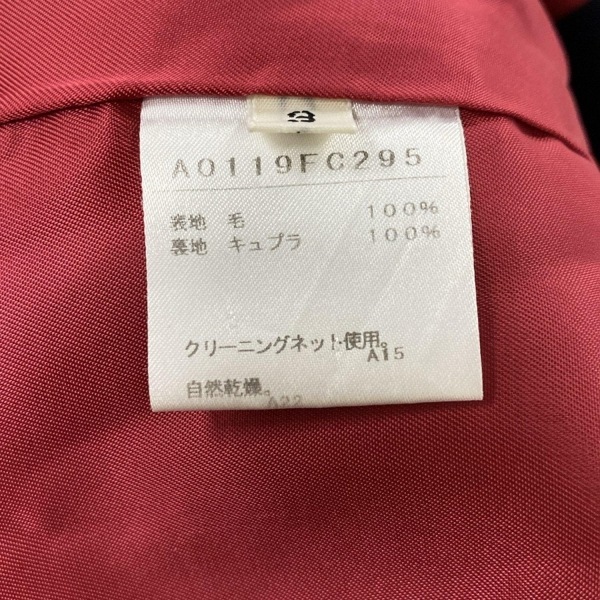 3
A0119FC295
表地 毛 100%
裏地 キュプラ 100%
クリーニングネット使用。
A15
自然乾燥。
A22